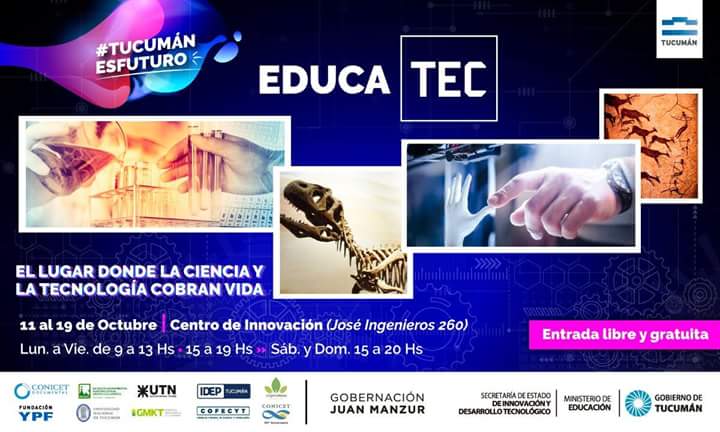 #TUCUMÁN
ESFUTURO
TUCUMÁN
EDUCA TEC
EL LUGAR DONDE LA CIENCIA Y
LA TECNOLOGÍA COBRAN VIDA
11 al 19 de Octubre | Centro de Innovación (José Ingenieros 260)
Lun. a Vie. de 9 a 13 Hs • 15 a 19 Hs » Sáb. y Dom. 15 a 20 Hs
Entrada libre y gratuita
CONICET
DOCUMENTAL
UTN
IDEP TUCUMÁN
FUNDACIÓN
YPF
GMKT
COFECYT
CONICET
GOBERNACIÓN
JUAN MANZUR
SECRETARÍA DE ESTADO
DE INNOVACIÓN Y
DESARROLLO TECNOLÓGICO
MINISTERIO DE
EDUCACIÓN
GOBIERNO DE
TUCUMÁN